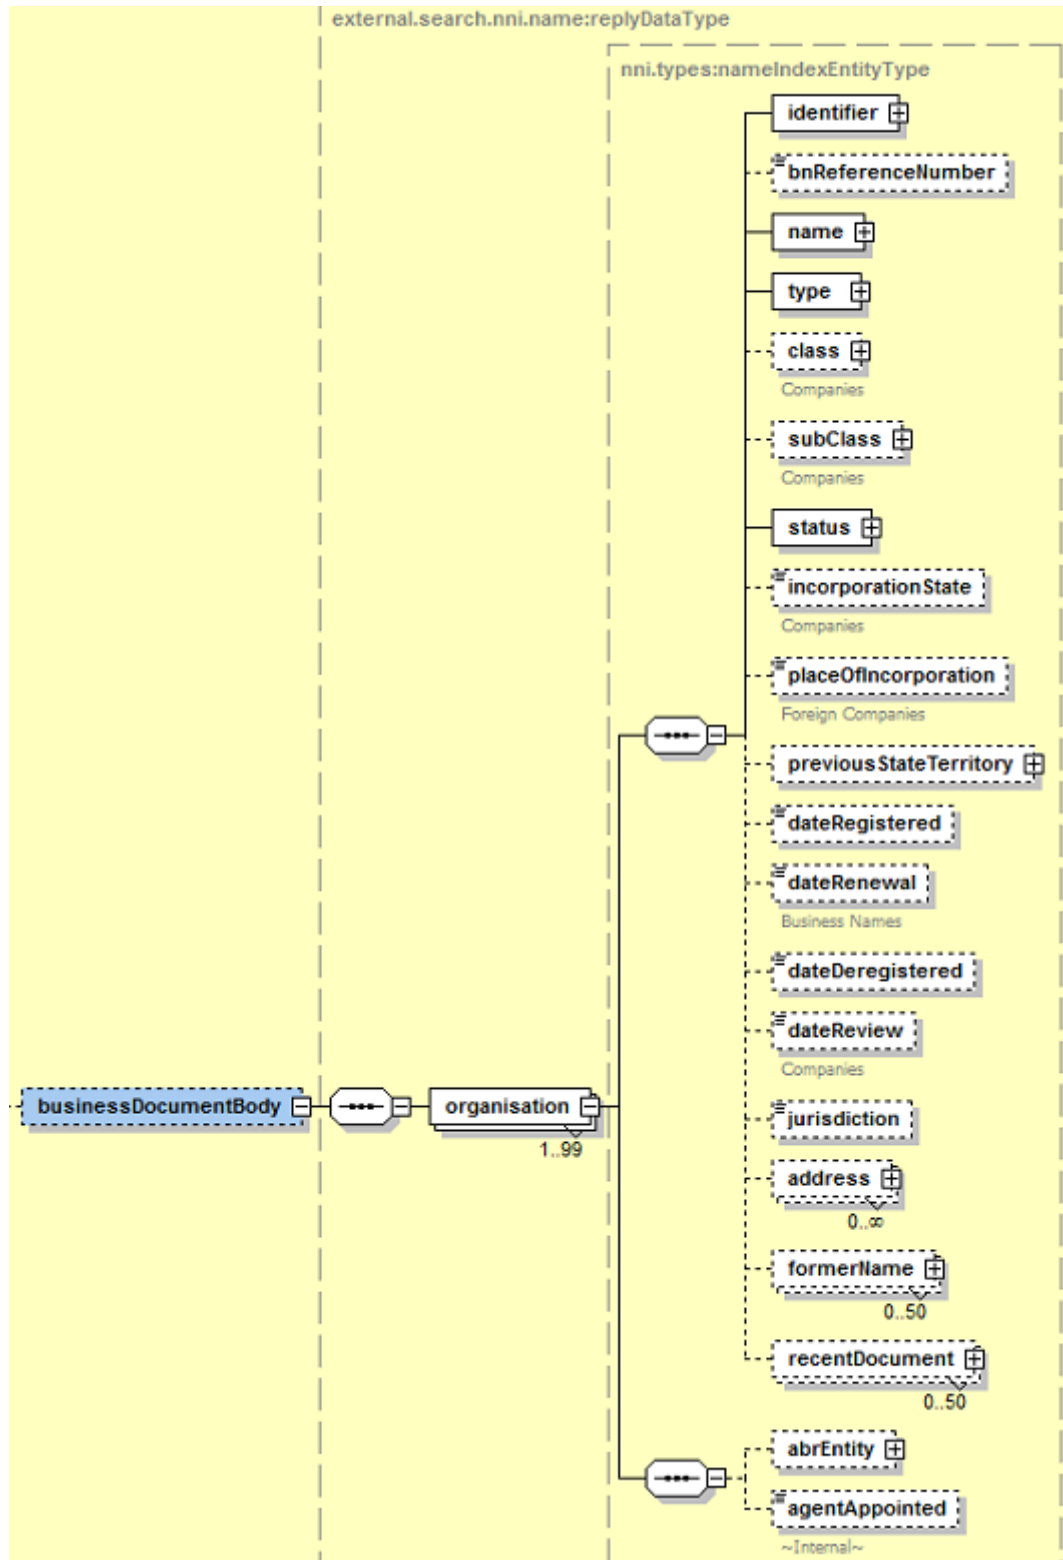 external.search.nni.name:replyDataType
nni.types:nameIndexEntityType
identifier
bnReferenceNumber
name
type
class
Companies
subClass
Companies
status
incorporationState
Companies
placeOfIncorporation
Foreign Companies
previousStateTerritory
dateRegistered
dateRenewal
Business Names
dateDeregistered
dateReview
Companies
businessDocumentBody
organisation
1..99
jurisdiction
address
0..∞
formerName
0..50
recentDocument
0..50
abrEntity
agentAppointed
~Internal~